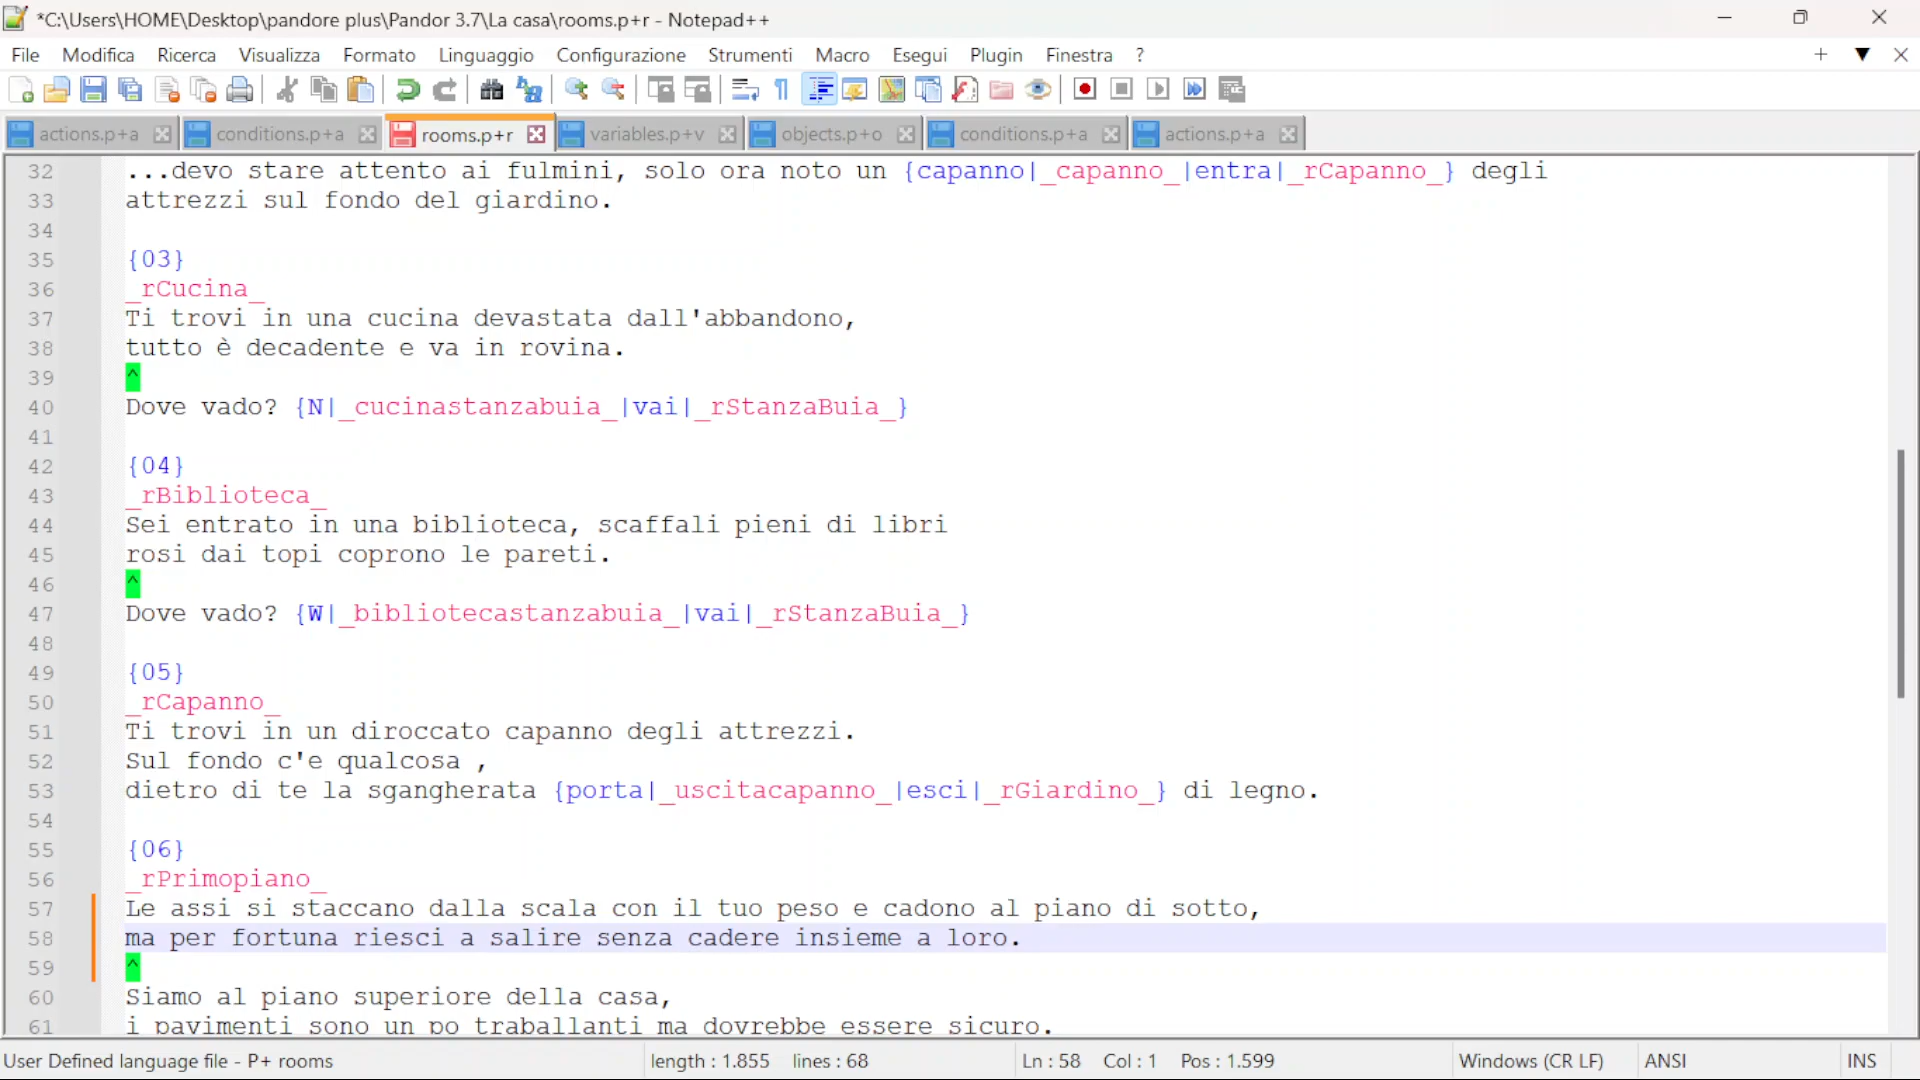 *C:\Users\HOME\Desktop\pandore plus\Pandor 3.7\La casa\rooms.p+r - Notepad++
File Modifica Ricerca Visualizza Formato Linguaggio Configurazione Strumenti Macro Esegui Plugin Finestra ?
actions.p+a conditions.p+a rooms.p+r variables.p+v objects.p+o conditions.p+a actions.p+a
32 ...devo stare attento ai fulmini, solo ora noto un {capanno|_capanno_|entra|_rCapanno_} degli
33 attrezzi sul fondo del giardino.
34
35 {03}
36 _rCucina_
37 Ti trovi in una cucina devastata dall'abbandono,
38 tutto è decadente e va in rovina.
39 ^
40 Dove vado? {N|_cucinastanzabuia_|vai|_rStanzaBuia_}
41
42 {04}
43 _rBiblioteca_
44 Sei entrato in una biblioteca, scaffali pieni di libri
45 rosi dai topi coprono le pareti.
46 ^
47 Dove vado? {W|_bibliotecastanzabuia_|vai|_rStanzaBuia_}
48
49 {05}
50 _rCapanno_
51 Ti trovi in un diroccato capanno degli attrezzi.
52 Sul fondo c'e qualcosa ,
53 dietro di te la sgangherata {porta|_uscitacapanno_|esci|_rGiardino_} di legno.
54
55 {06}
56 _rPrimopiano_
57 Le assi si staccano dalla scala con il tuo peso e cadono al piano di sotto,
58 ma per fortuna riesci a salire senza cadere insieme a loro.
59 ^
60 Siamo al piano superiore della casa,
61 i pavimenti sono un po traballanti ma dovrebbe essere sicuro.
User Defined language file - P+ rooms length : 1.855 lines : 68 Ln : 58 Col : 1 Pos : 1.599 Windows (CR LF) ANSI INS